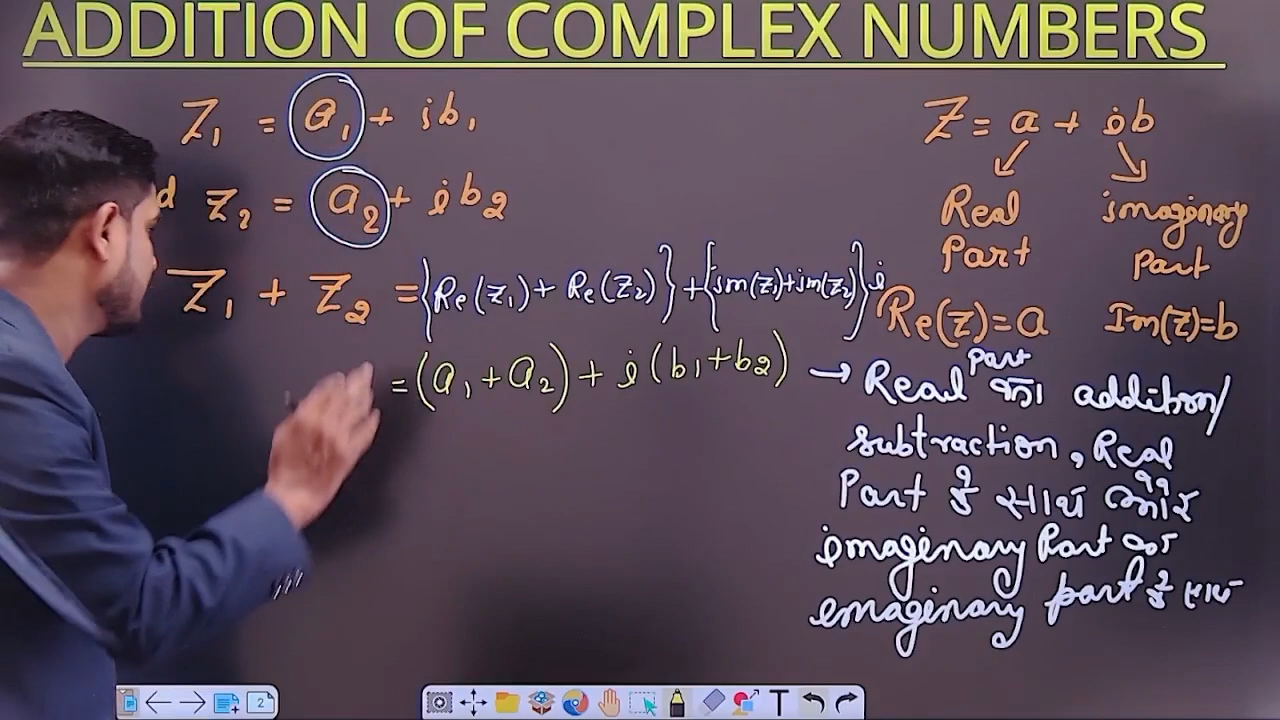 ADDITION OF COMPLEX NUMBERS
Z₁ = a₁ + ib₁
d z₂ = a₂ + ib₂
Z₁ + Z₂ = {Re(z₁) + Re(z₂)} + {im(z₁)+im(z₂)}i
= (a₁ + a₂) + i(b₁+b₂) →
Z = a + ib
Real
Part
imaginary
Part
Re(z)=a
Im(z)=b
Real Part का addition/
subtraction, Real
Part के साथ और
imaginary Part का
imaginary part के साथ
2
T